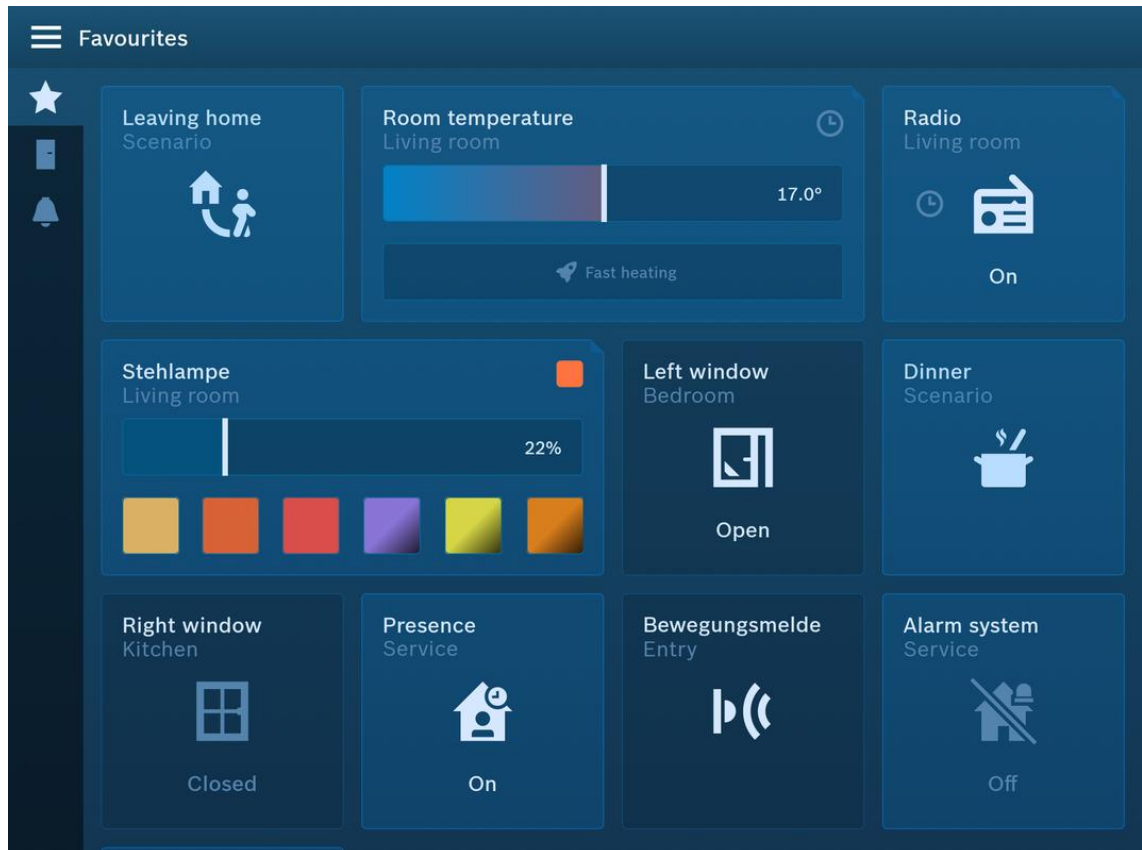 Favourites
Leaving home
Scenario
Room temperature
Living room
17.0°
Fast heating
Radio
Living room
On
Stehlampe
Living room
22%
Left window
Bedroom
Open
Dinner
Scenario
Right window
Kitchen
Closed
Presence
Service
On
Bewegungsmelde
Entry
Alarm system
Service
Off